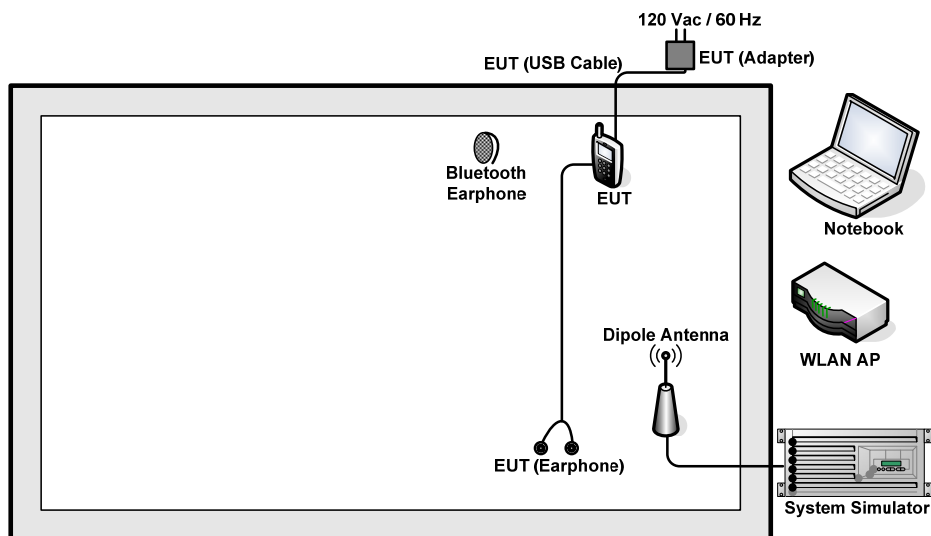 120 Vac / 60 Hz
EUT (USB Cable)
EUT (Adapter)
Bluetooth
Earphone
EUT
Notebook
Dipole Antenna
WLAN AP
EUT (Earphone)
System Simulator